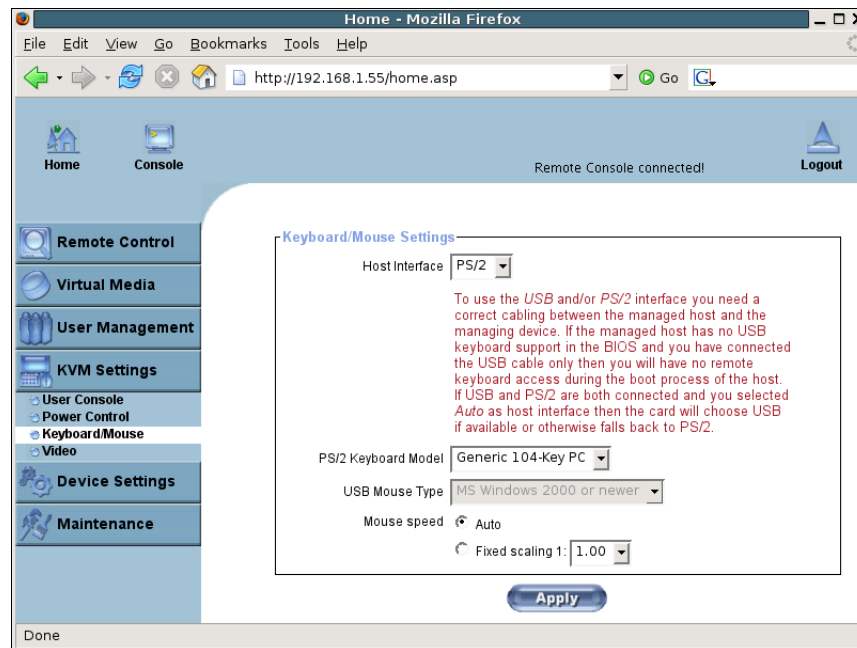 Home - Mozilla Firefox
File Edit View Go Bookmarks Tools Help
http://192.168.1.55/home.asp Go G
Home Console Remote Console connected! Logout
Remote Control
Virtual Media
User Management
KVM Settings
User Console
Power Control
Keyboard/Mouse
Video
Device Settings
Maintenance
Keyboard/Mouse Settings
Host Interface PS/2
To use the USB and/or PS/2 interface you need a
correct cabling between the managed host and the
managing device. If the managed host has no USB
keyboard support in the BIOS and you have connected
the USB cable only then you will have no remote
keyboard access during the boot process of the host.
If USB and PS/2 are both connected and you selected
Auto as host interface then the card will choose USB
if available or otherwise falls back to PS/2.
PS/2 Keyboard Model Generic 104-Key PC
USB Mouse Type MS Windows 2000 or newer
Mouse speed Auto
Fixed scaling 1: 1.00
Apply
Done